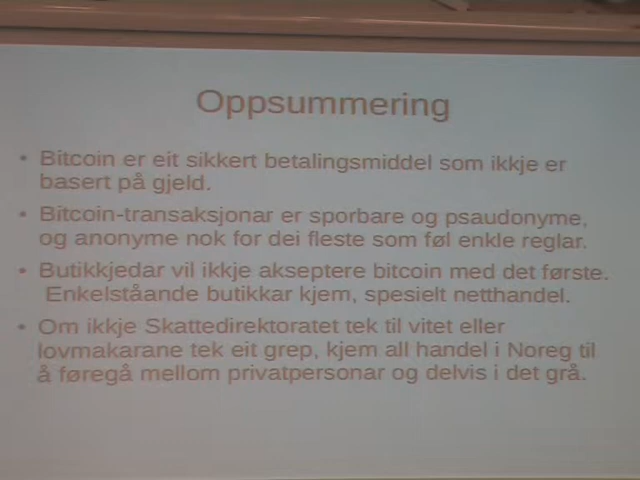 Oppsummering
• Bitcoin er eit sikkert betalingsmiddel som ikkje er
basert på gjeld.
• Bitcoin-transaksjonar er sporbare og psaudonyme,
og anonyme nok for dei fleste som føl enkle reglar.
• Butikkjedar vil ikkje akseptere bitcoin med det første.
Enkelståande butikkar kjem, spesielt netthandel.
• Om ikkje Skattedirektoratet tek til vitet eller
lovmakarane tek eit grep, kjem all handel i Noreg til
å føregå mellom privatpersonar og delvis i det grå.